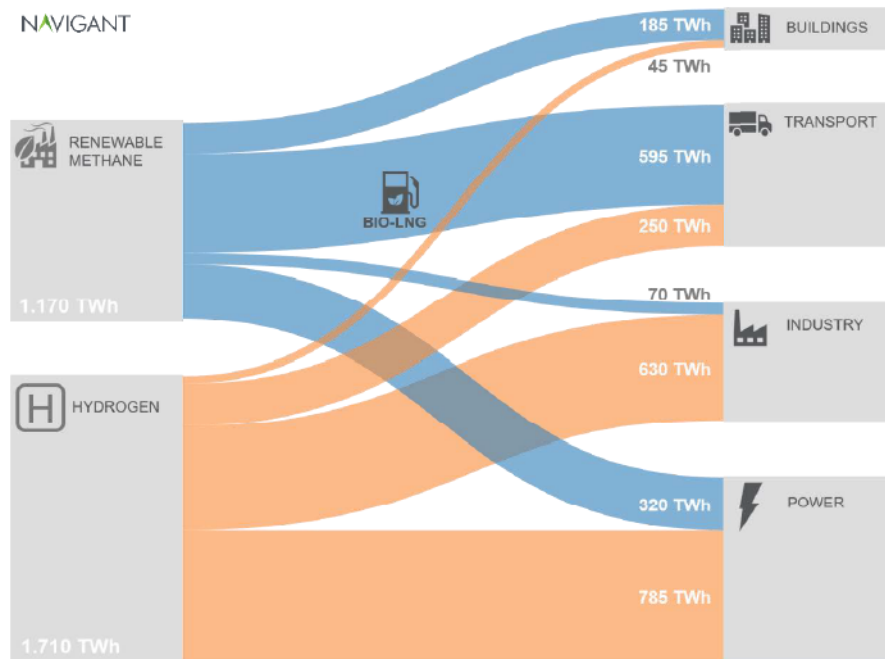 NAVIGANT
RENEWABLE
METHANE
1.170 TWh
H
HYDROGEN
1.710 TWh
BIO-LNG
185 TWh
45 TWh
595 TWh
250 TWh
70 TWh
630 TWh
320 TWh
785 TWh
BUILDINGS
TRANSPORT
INDUSTRY
POWER